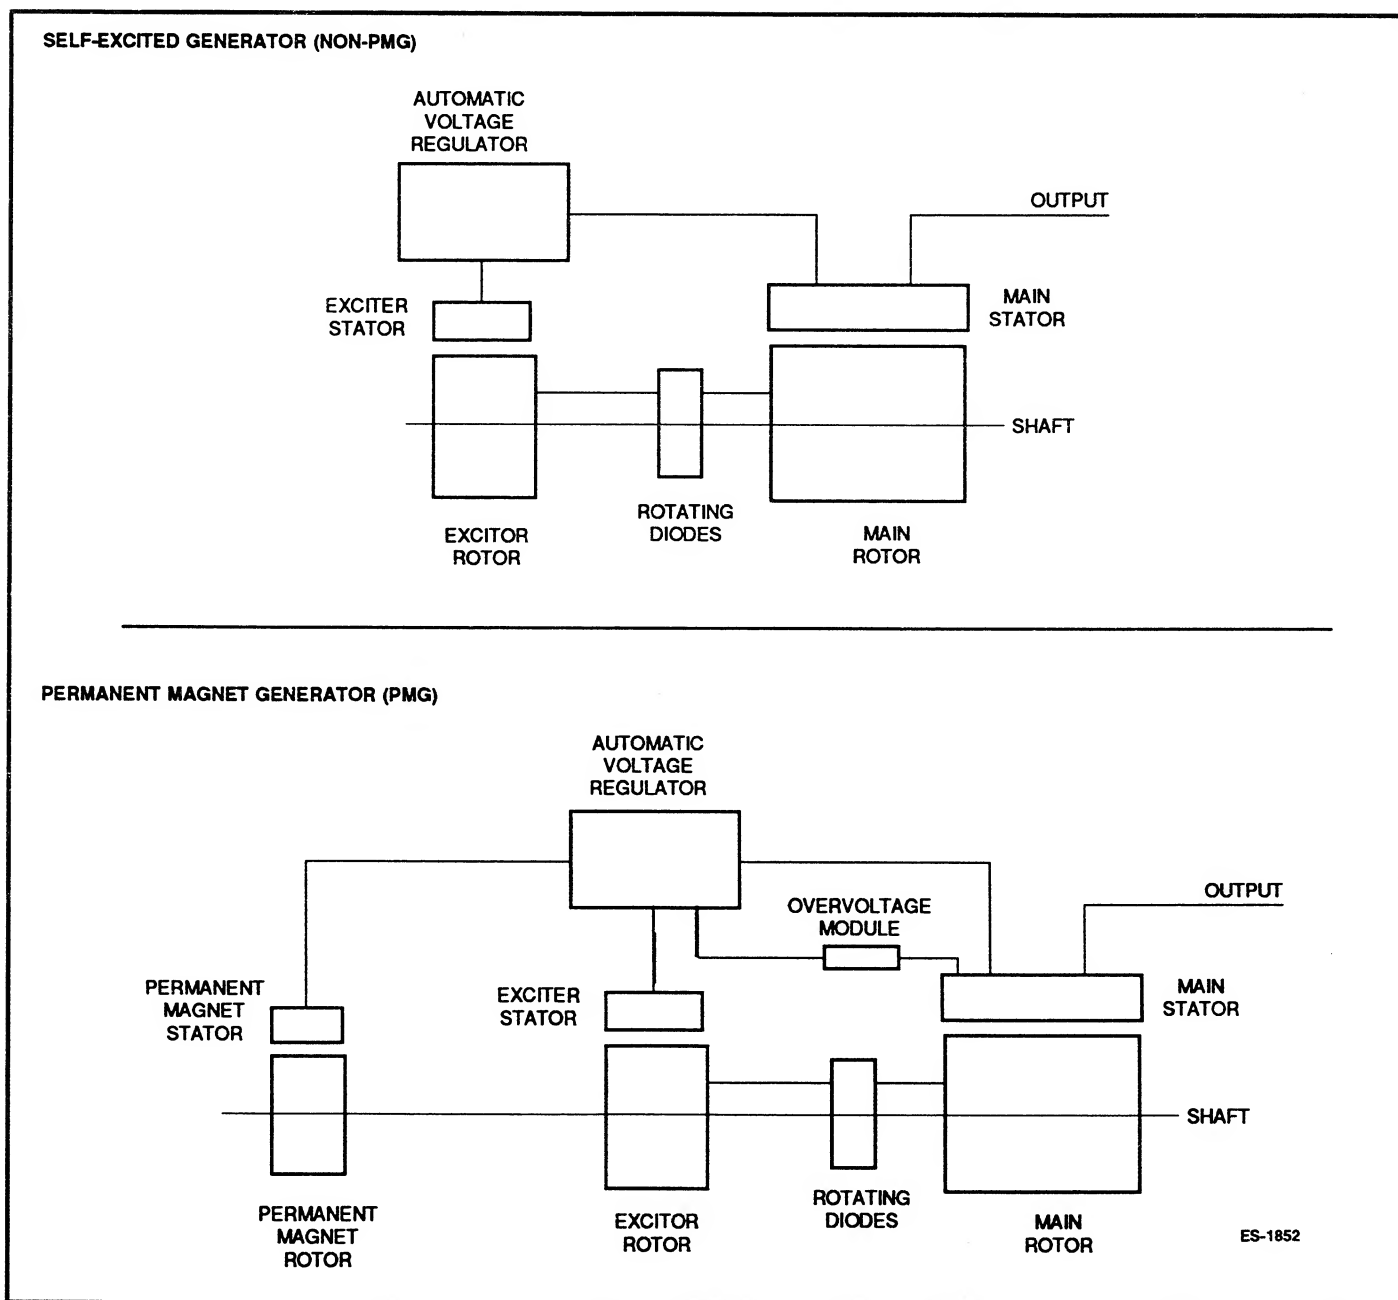 SELF-EXCITED GENERATOR (NON-PMG)
AUTOMATIC
VOLTAGE
REGULATOR
OUTPUT
EXCITER
STATOR
MAIN
STATOR
SHAFT
EXCITOR
ROTOR
ROTATING
DIODES
MAIN
ROTOR
PERMANENT MAGNET GENERATOR (PMG)
AUTOMATIC
VOLTAGE
REGULATOR
OUTPUT
OVERVOLTAGE
MODULE
PERMANENT
MAGNET
STATOR
EXCITER
STATOR
MAIN
STATOR
SHAFT
PERMANENT
MAGNET
ROTOR
EXCITOR
ROTOR
ROTATING
DIODES
MAIN
ROTOR
ES-1852